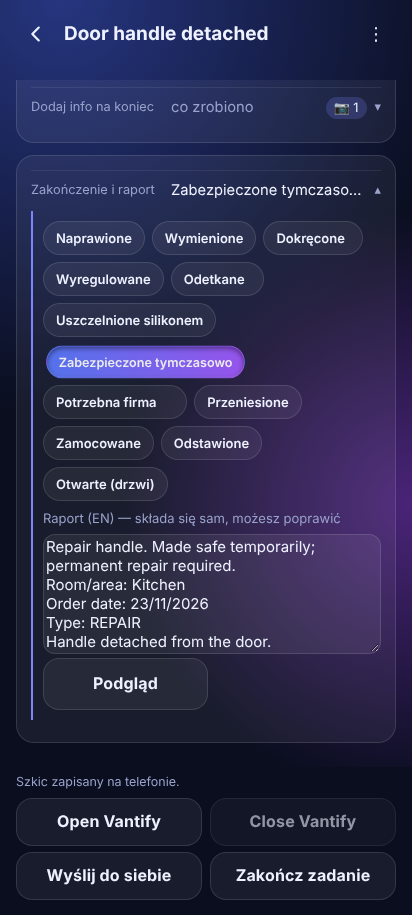 Door handle detached
Dodaj info na koniec co zrobiono 📷 1 ▼
Zakończenie i raport Zabezpieczone tymczaso... ▲
Naprawione Wymienione Dokręcone
Wyregulowane Odetkane
Uszczelnione silikonem
Zabezpieczone tymczasowo
Potrzebna firma Przeniesione
Zamocowane Odstawione
Otwarte (drzwi)
Raport (EN) — składa się sam, możesz poprawić
Repair handle. Made safe temporarily;
permanent repair required.
Room/area: Kitchen
Order date: 23/11/2026
Type: REPAIR
Handle detached from the door.
Podgląd
Szkic zapisany na telefonie.
Open Vantify Close Vantify
Wyślij do siebie Zakończ zadanie